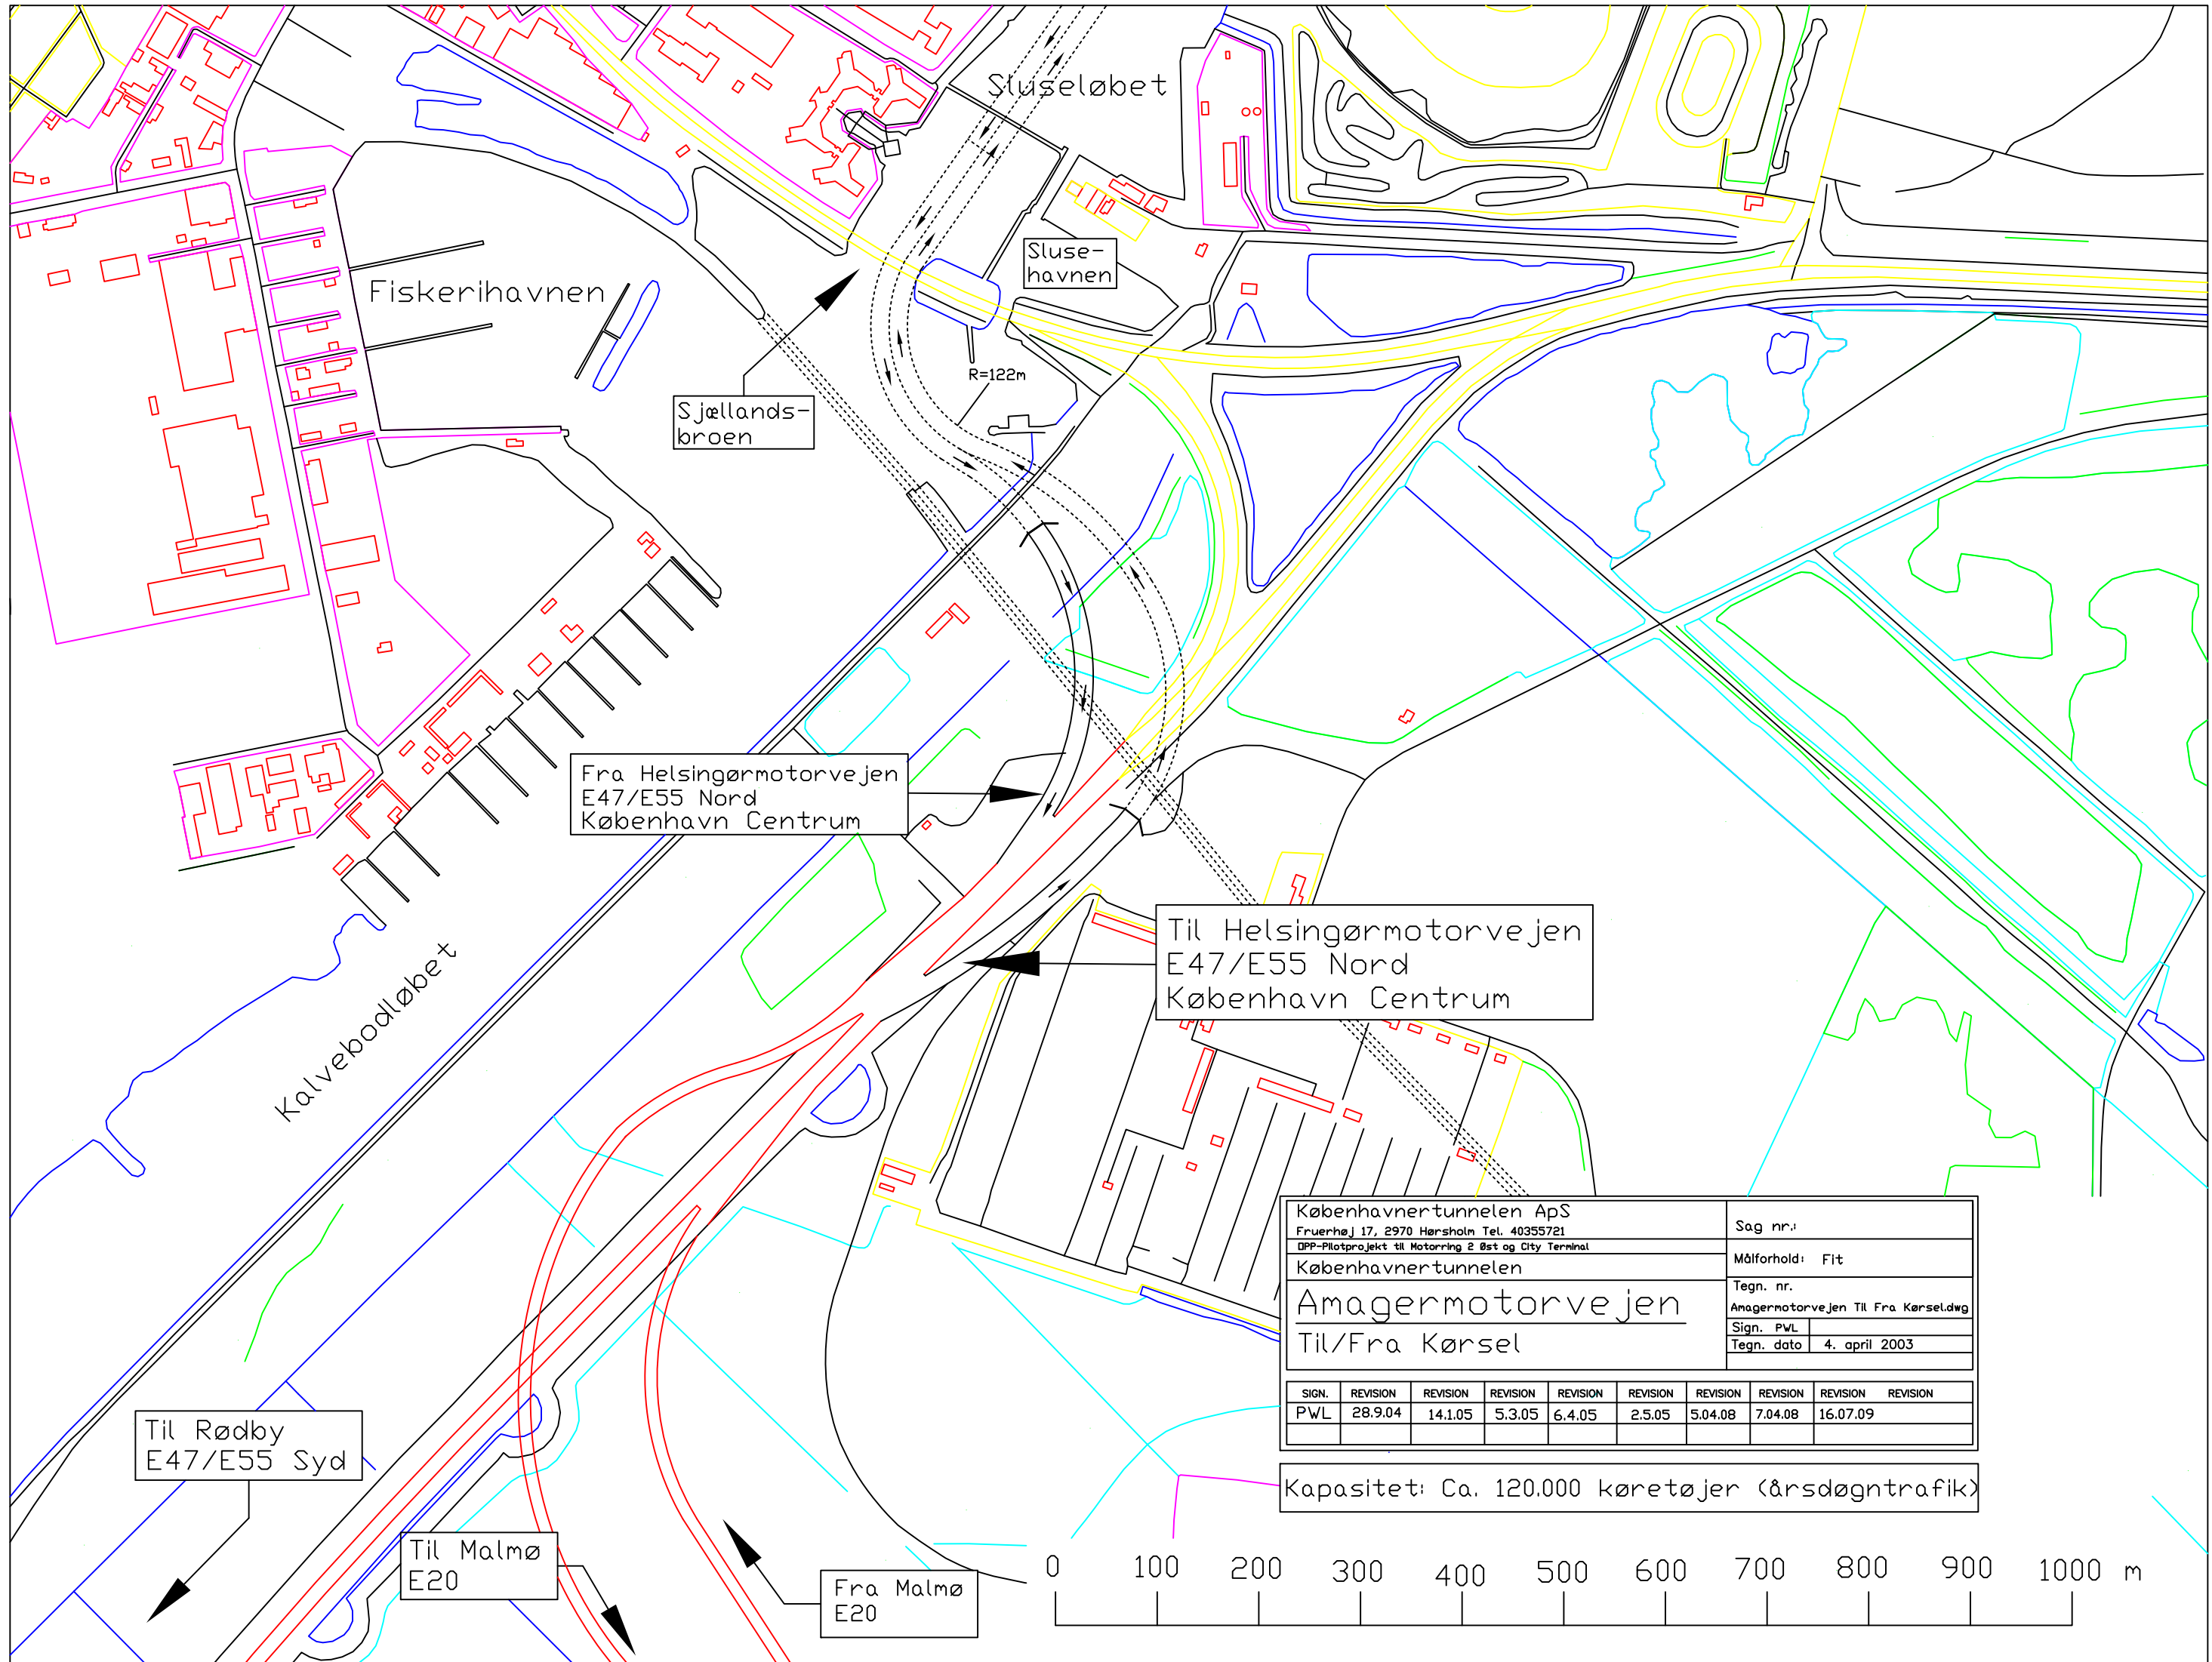 Sluseløbet
Fiskerihavnen
Sluse-
havnen
R=122m
Sjællands-
broen
Fra Helsingørmotorvejen
E47/E55 Nord
København Centrum
Til Helsingørmotorvejen
E47/E55 Nord
København Centrum
Kalvebodløbet
Københavnertunnelen ApS
Fruerhøj 17, 2970 Hørsholm Tel. 40355721
OPP-Pilotprojekt til Motorring 2 Øst og City Terminal
Københavnertunnelen
Amagermotorvejen
Til/Fra Kørsel
Sag nr.:
Målforhold: Fit
Tegn. nr.
Amagermotorvejen Til Fra Kørsel.dwg
Sign. PWL
Tegn. dato 4. april 2003
SIGN. REVISION REVISION REVISION REVISION REVISION REVISION REVISION REVISION REVISION
PWL 28.9.04 14.1.05 5.3.05 6.4.05 2.5.05 5.04.08 7.04.08 16.07.09
Kapasitet: Ca. 120.000 køretøjer (årsdøgntrafik)
Til Rødby
E47/E55 Syd
Til Malmø
E20
Fra Malmø
E20
0 100 200 300 400 500 600 700 800 900 1000 m